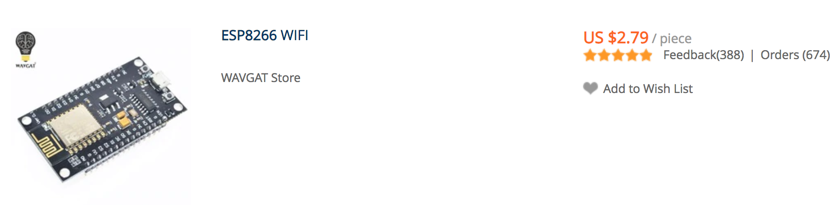 WAVGAT
ESP8266 WIFI
WAVGAT Store
US $2.79 / piece
Feedback(388) | Orders (674)
Add to Wish List